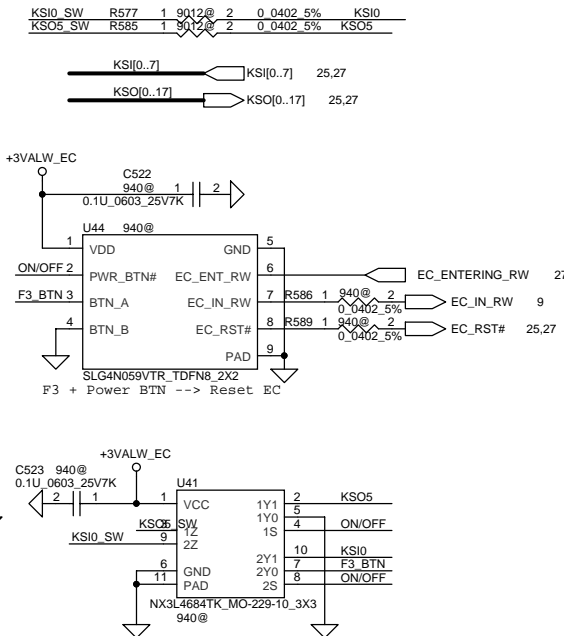 KSI0_SW R577 1 9012@ 2 0_0402_5% KSI0
KSO5_SW R585 1 9012@ 2 0_0402_5% KSO5
KSI[0..7] KSI[0..7] 25,27
KSO[0..17] KSO[0..17] 25,27
+3VALW_EC
C522
940@ 1 2
0.1U_0603_25V7K
U44 940@
1 VDD GND 5
ON/OFF 2 PWR_BTN# EC_ENT_RW 6 EC_ENTERING_RW 27
F3_BTN 3 BTN_A EC_IN_RW 7 R586 1 940@ 2 EC_IN_RW 9
0_0402_5%
4 BTN_B EC_RST# 8 R589 1 940@ 2 EC_RST# 25,27
0_0402_5%
PAD 9
SLG4N059VTR_TDFN8_2X2
F3 + Power BTN --> Reset EC
+3VALW_EC
C523 940@
0.1U_0603_25V7K
2 1
U41
1 VCC 1Y1 2 KSO5
1Y0 5
KSO5_SW 1Z 1S 4 ON/OFF
KSI0_SW 9 2Z
2Y1 10 KSI0
6 GND 2Y0 7 F3_BTN
11 PAD 2S 8 ON/OFF
NX3L4684TK_MO-229-10_3X3
940@